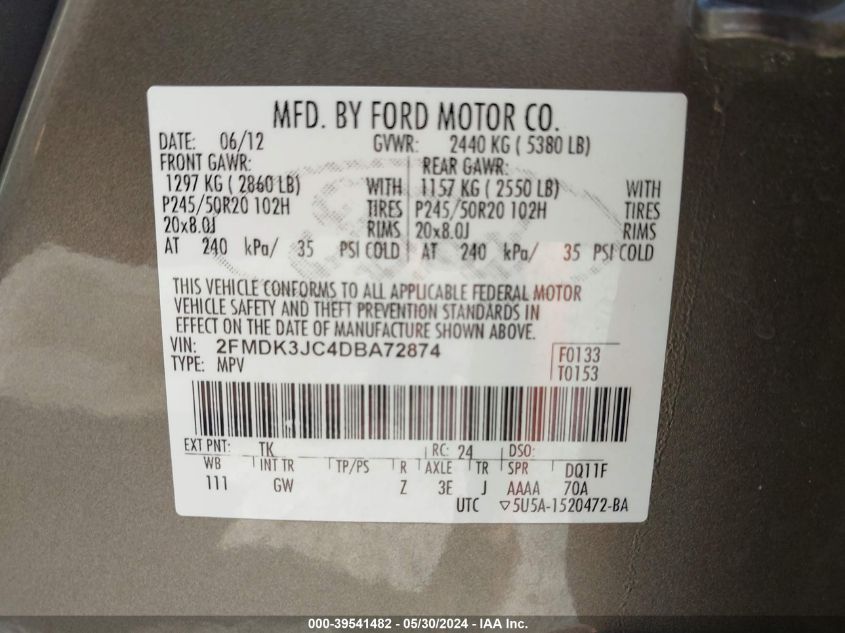 MFD. BY FORD MOTOR CO.
DATE: 06/12 GVWR: 2440 KG ( 5380 LB)
FRONT GAWR: REAR GAWR:
1297 KG ( 2860 LB) WITH 1157 KG ( 2550 LB) WITH
P245/50R20 102H TIRES P245/50R20 102H TIRES
20x8.0J RIMS 20x8.0J RIMS
AT 240 kPa/ 35 PSI COLD AT 240 kPa/ 35 PSI COLD
THIS VEHICLE CONFORMS TO ALL APPLICABLE FEDERAL MOTOR
VEHICLE SAFETY AND THEFT PREVENTION STANDARDS IN
EFFECT ON THE DATE OF MANUFACTURE SHOWN ABOVE.
VIN: 2FMDK3JC4DBA72874 F0133
TYPE: MPV T0153
EXT PNT: TK RC: 24 DSO:
WB INT TR TP/PS R AXLE TR SPR DQ11F
111 GW Z 3E J AAAA 70A
UTC ▽5U5A-1520472-BA
000-39541482 - 05/30/2024 - IAA Inc.